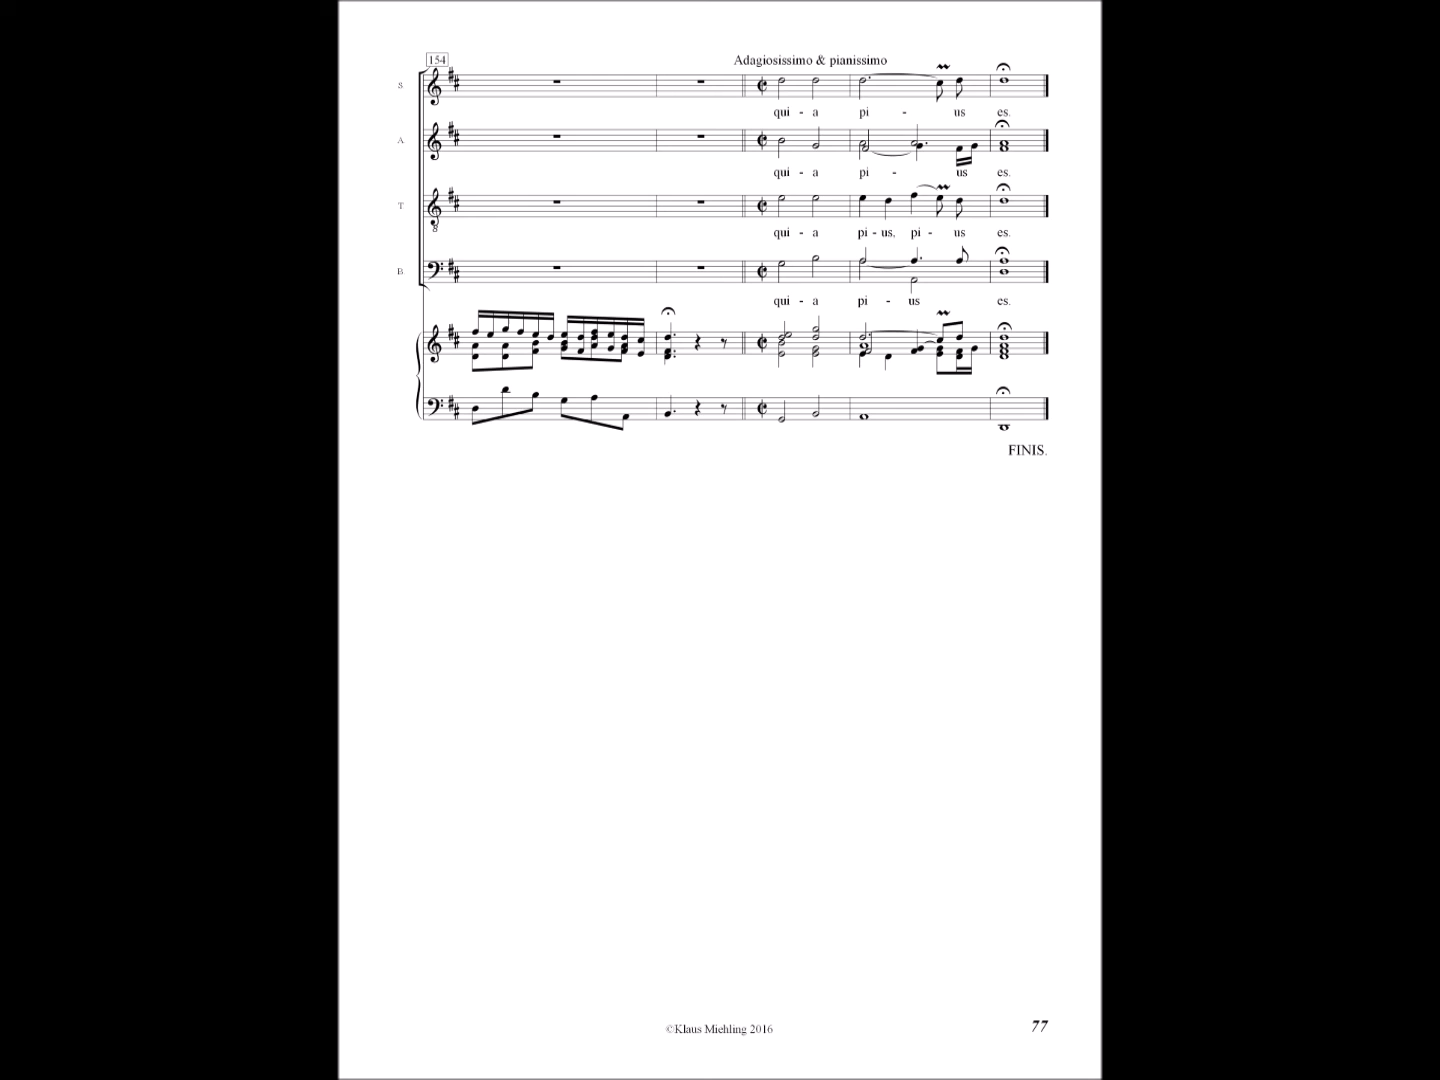 154
Adagiosissimo & pianissimo
S
qui - a pi - us es.
A
qui - a pi - us es.
T
8
qui - a pi - us, pi - us es.
B
qui - a pi - us es.
FINIS.
©Klaus Miehling 2016
77